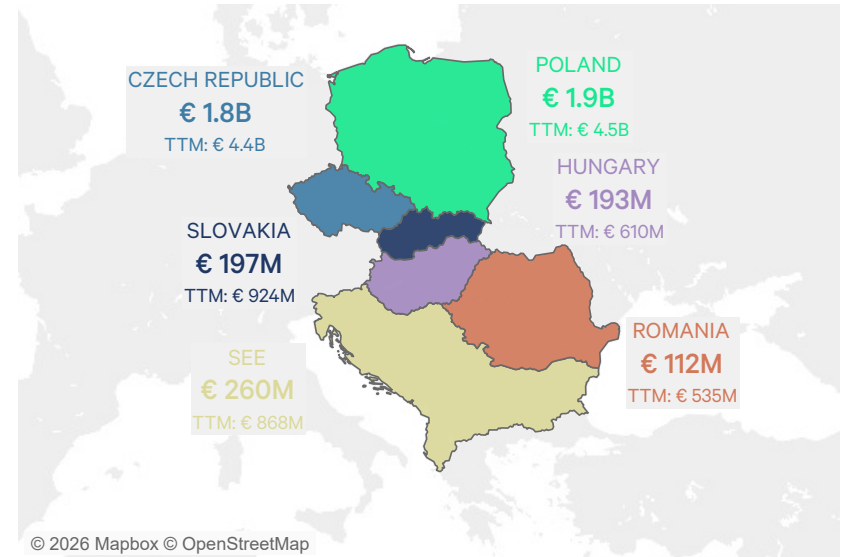 CZECH REPUBLIC
€ 1.8B
TTM: € 4.4B
POLAND
€ 1.9B
TTM: € 4.5B
HUNGARY
€ 193M
TTM: € 610M
SLOVAKIA
€ 197M
TTM: € 924M
ROMANIA
€ 112M
TTM: € 535M
SEE
€ 260M
TTM: € 868M
© 2026 Mapbox © OpenStreetMap